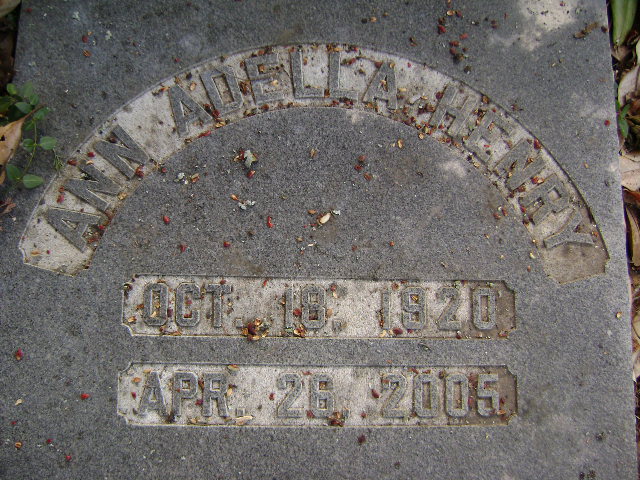 ANN ADELLA HENRY
OCT. 18, 1920
APR. 26, 2005